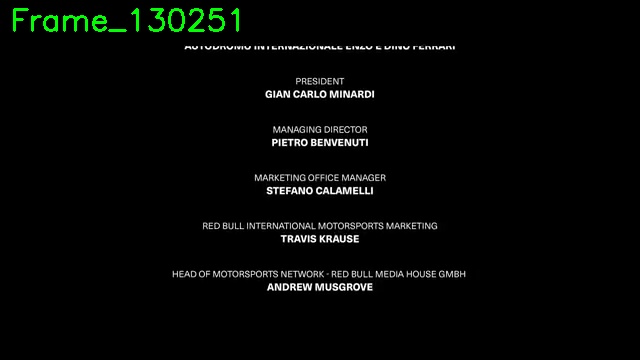 Frame_130251
AUTODROMO INTERNAZIONALE ENZO E DINO FERRARI
PRESIDENT
GIAN CARLO MINARDI
MANAGING DIRECTOR
PIETRO BENVENUTI
MARKETING OFFICE MANAGER
STEFANO CALAMELLI
RED BULL INTERNATIONAL MOTORSPORTS MARKETING
TRAVIS KRAUSE
HEAD OF MOTORSPORTS NETWORK - RED BULL MEDIA HOUSE GMBH
ANDREW MUSGROVE